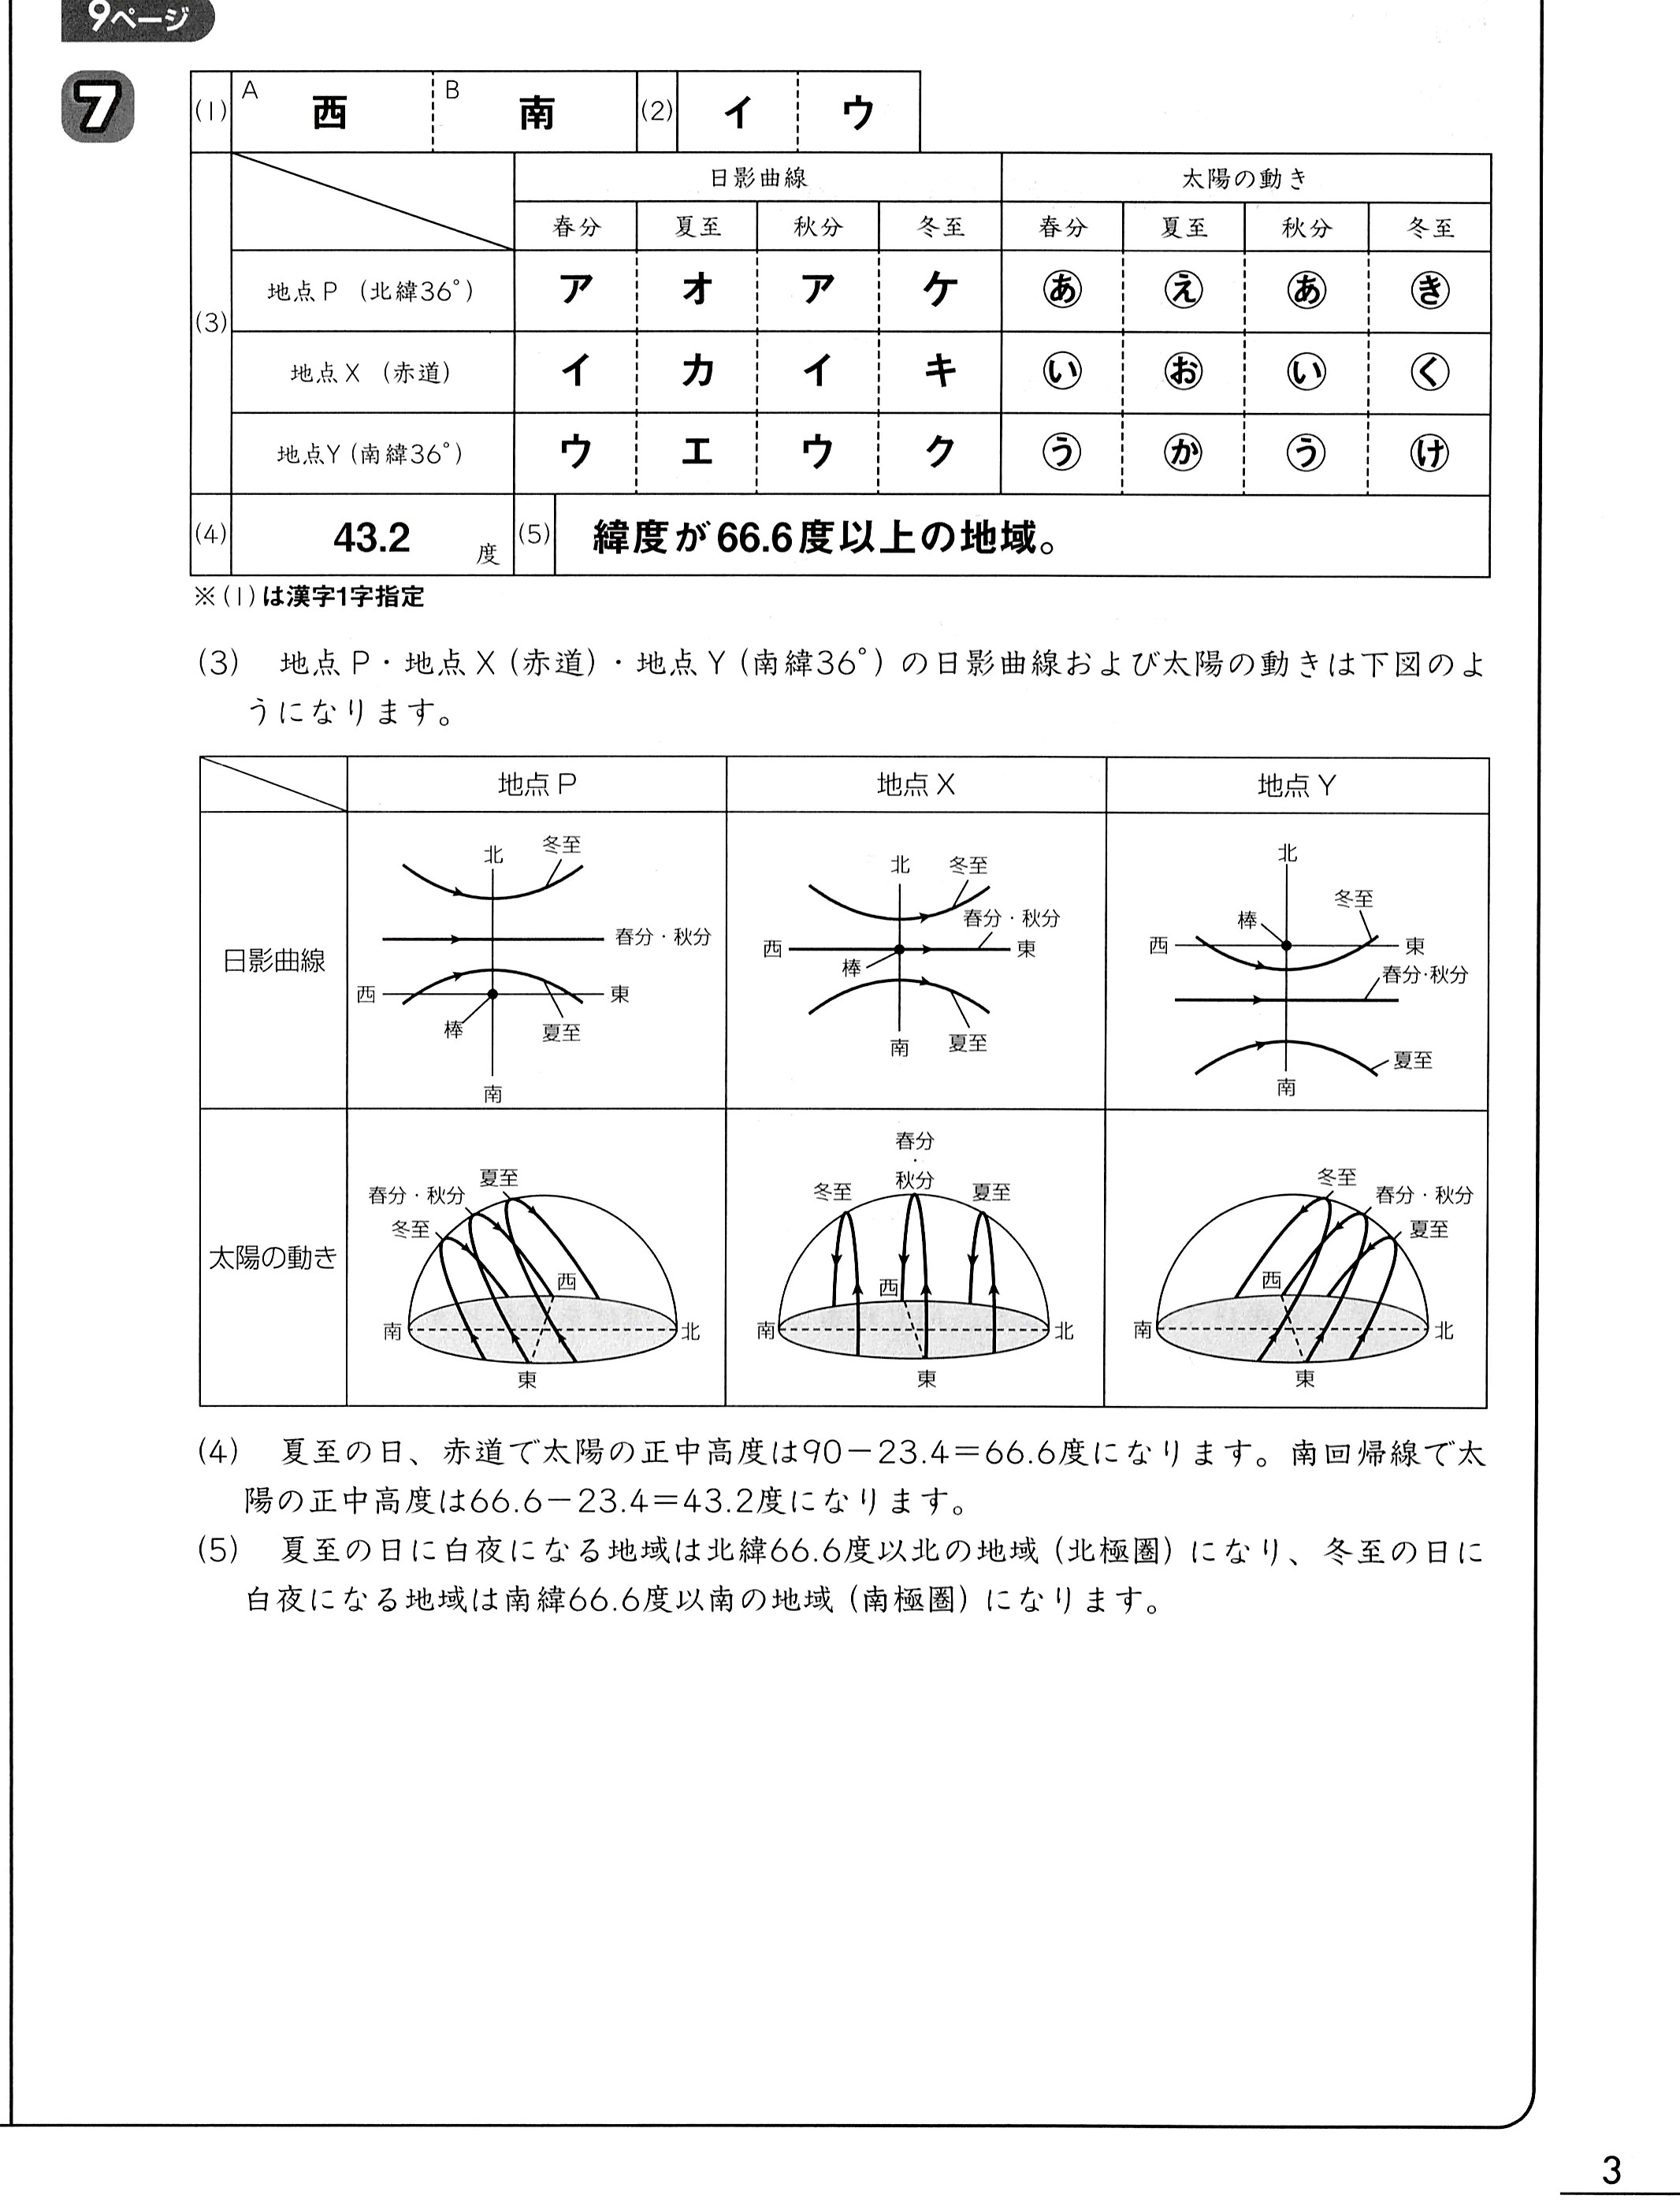 9ページ
7
(1) A 西 B 南 (2) イ ウ
(3) 日影曲線 太陽の動き
春分 夏至 秋分 冬至 春分 夏至 秋分 冬至
地点P（北緯36°） ア オ ア ケ あ え あ き
地点X（赤道） イ カ イ キ い お い く
地点Y（南緯36°） ウ エ ウ ク う か う け
(4) 43.2 度 (5) 緯度が66.6度以上の地域。
※(1)は漢字1字指定
(3) 地点P・地点X（赤道）・地点Y（南緯36°）の日影曲線および太陽の動きは下図のよ
うになります。
地点P 地点X 地点Y
日影曲線
北 冬至
春分・秋分
西 東
棒 夏至
南
北 冬至
春分・秋分
西 東
棒
南 夏至
北
冬至
棒
西 東
春分・秋分
夏至
南
太陽の動き
夏至
春分・秋分
冬至
西
南 北
東
春分・秋分
冬至 夏至
西
南 北
東
冬至
春分・秋分
夏至
西
南 北
東
(4) 夏至の日、赤道で太陽の正中高度は90－23.4＝66.6度になります。南回帰線で太
陽の正中高度は66.6－23.4＝43.2度になります。
(5) 夏至の日に白夜になる地域は北緯66.6度以北の地域（北極圏）になり、冬至の日に
白夜になる地域は南緯66.6度以南の地域（南極圏）になります。
3